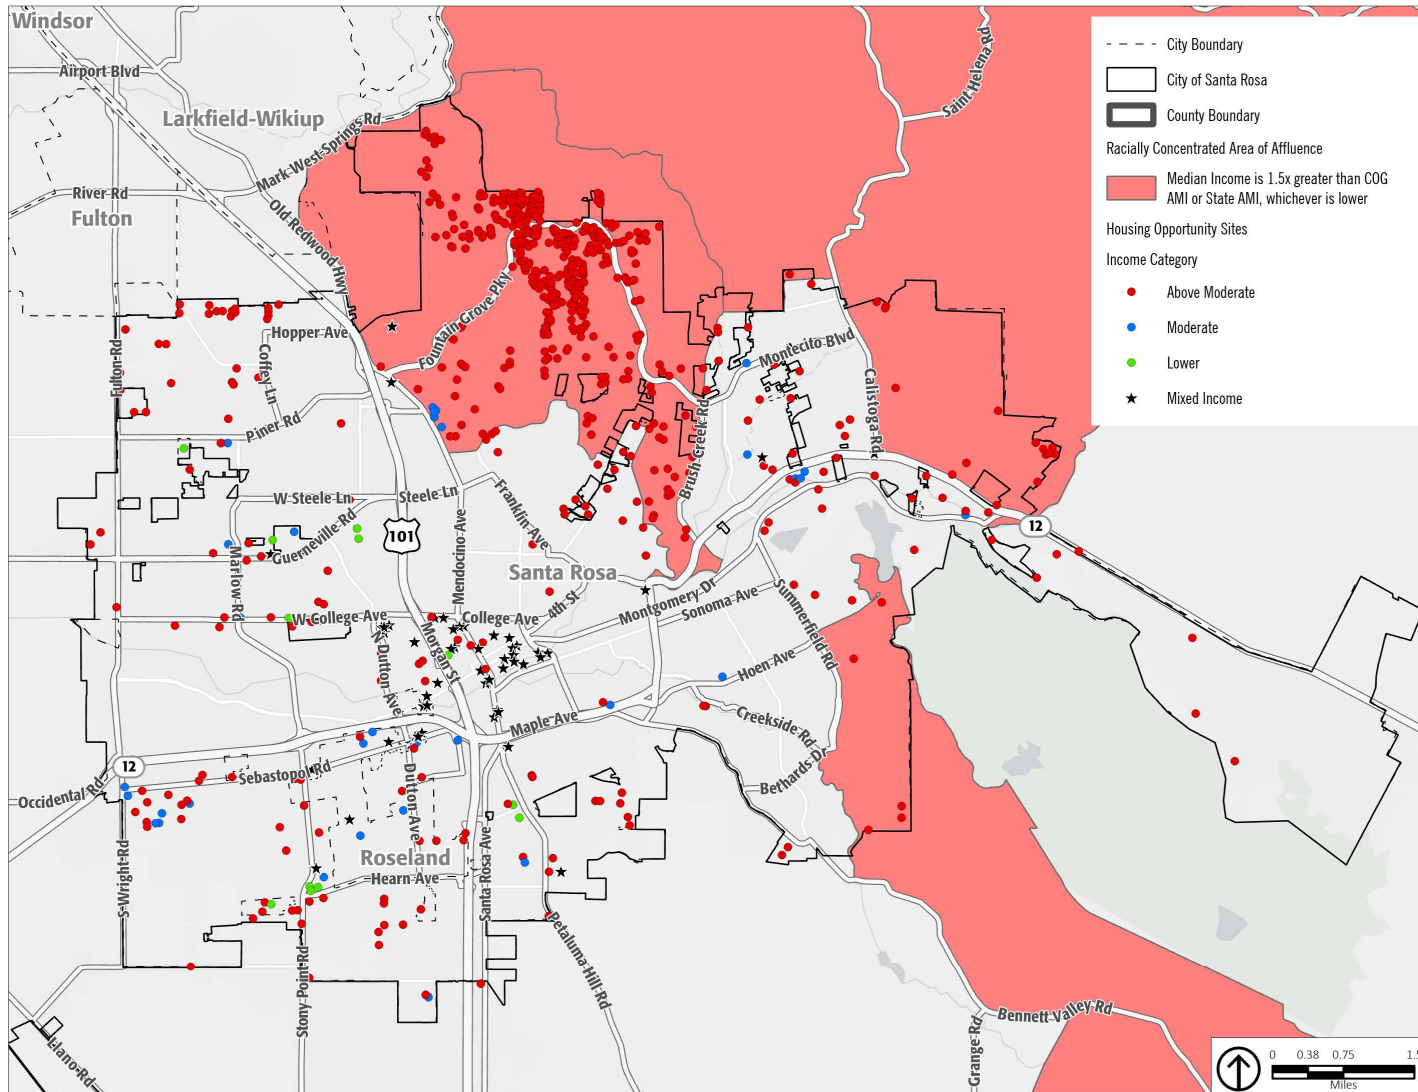 Windsor
Airport Blvd
Larkfield-Wikiup
Mark West Springs Rd
River Rd
Fulton
Old Redwood Hwy
Saint Helena Rd
City Boundary
City of Santa Rosa
County Boundary
Racially Concentrated Area of Affluence
Median Income is 1.5x greater than COG
AMI or State AMI, whichever is lower
Housing Opportunity Sites
Income Category
Above Moderate
Moderate
Lower
Mixed Income
Hopper Ave
Fountain Grove Pky
Fulton Rd
Coffey Ln
Montecito Blvd
Calistoga Rd
Piner Rd
Brush Creek Rd
W Steele Ln
Steele Ln
Franklin Ave
Guerneville Rd
101
12
Mendocino Ave
Marlow Rd
Santa Rosa
4th St
Montgomery Dr
Sonoma Ave
Summerfield Rd
W College Ave
College Ave
N Dutton Ave
Morgan St
Hoen Ave
Maple Ave
Creekside Rd
Bethards Dr
12
Sebastopol Rd
Occidental Rd
Dutton Ave
S Wright Rd
Roseland
Hearn Ave
Santa Rosa Ave
Petaluma Hill Rd
Stony Point Rd
Llano Rd
Bennett Valley Rd
Grange Rd
0 0.38 0.75 1.5
Miles